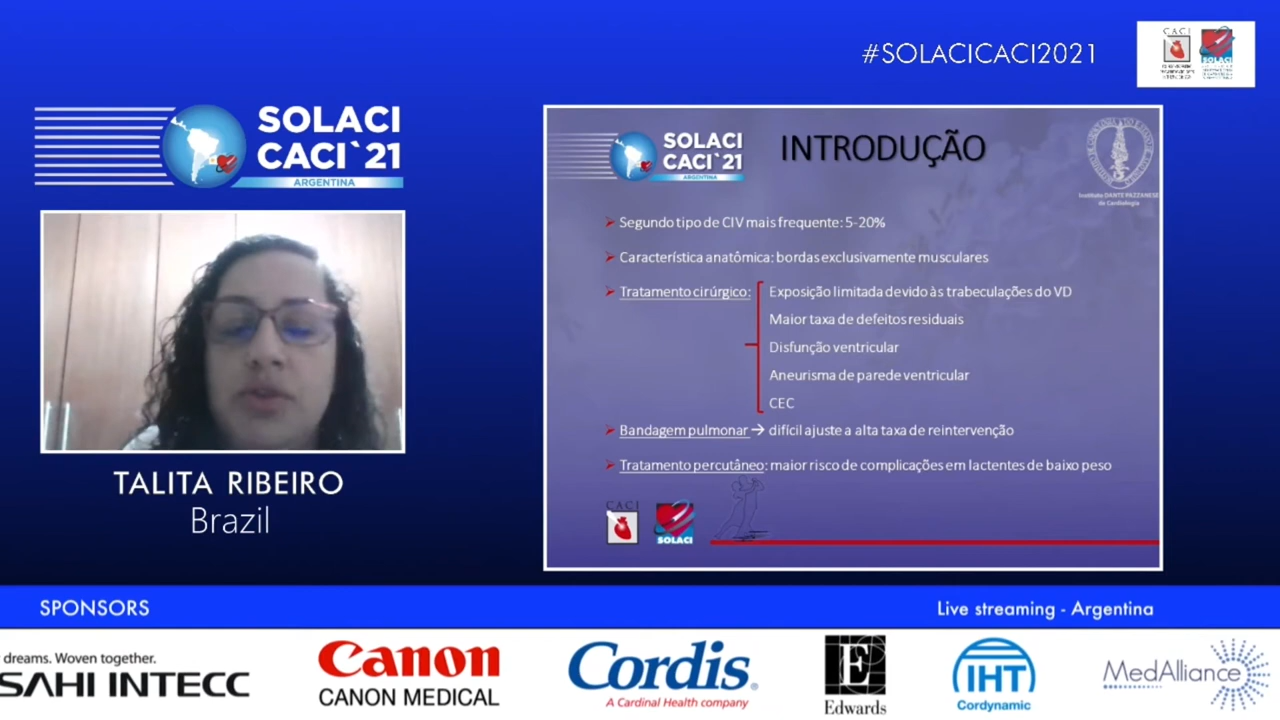 #SOLACICACI2021
CACI
SOLACI
SOLACI
CACI`21
ARGENTINA
TALITA RIBEIRO
Brazil
SOLACI
CACI`21
ARGENTINA
INTRODUÇÃO
Instituto DANTE PAZZANESE
de Cardiologia
Segundo tipo de CIV mais frequente: 5-20%
Característica anatômica: bordas exclusivamente musculares
Tratamento cirúrgico: Exposição limitada devido às trabeculações do VD
Maior taxa de defeitos residuais
Disfunção ventricular
Aneurisma de parede ventricular
CEC
Bandagem pulmonar → difícil ajuste a alta taxa de reintervenção
Tratamento percutâneo: maior risco de complicações em lactentes de baixo peso
CACI
SOLACI
SPONSORS
Live streaming - Argentina
dreams. Woven together.
SAHI INTECC
Canon
CANON MEDICAL
Cordis®
A Cardinal Health company
E
Edwards
IHT
Cordynamic
MedAlliance